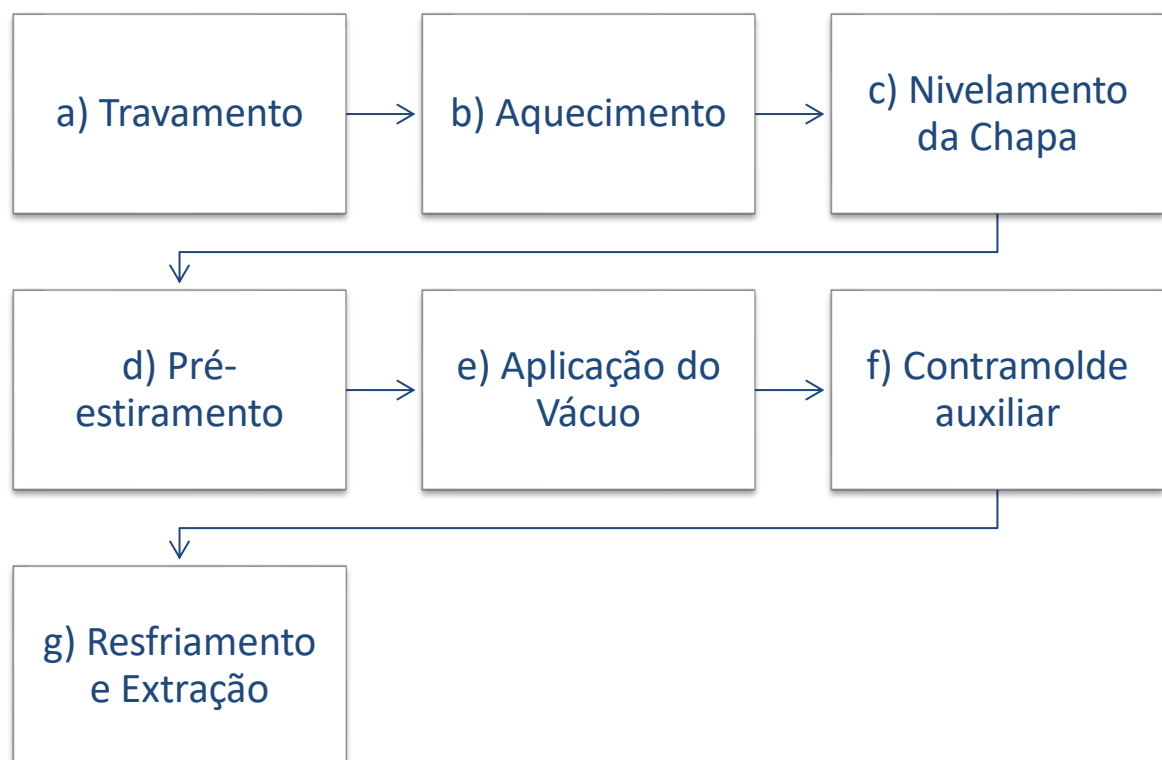 a) Travamento
b) Aquecimento
c) Nivelamento
da Chapa
d) Pré-
estiramento
e) Aplicação do
Vácuo
f) Contramolde
auxiliar
g) Resfriamento
e Extração